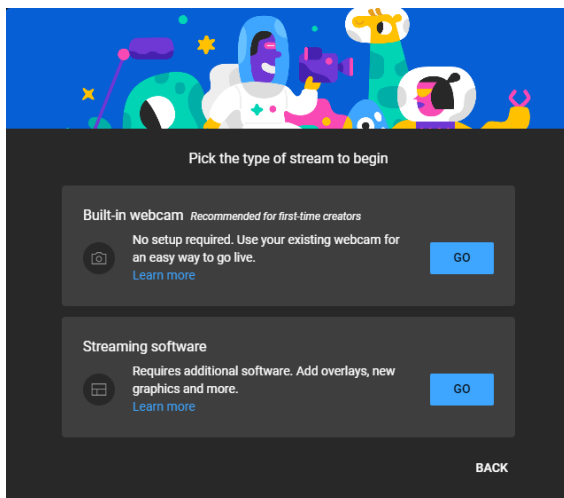 Pick the type of stream to begin
Built-in webcam Recommended for first-time creators
No setup required. Use your existing webcam for
an easy way to go live.
GO
Learn more
Streaming software
Requires additional software. Add overlays, new
graphics and more.
GO
Learn more
BACK